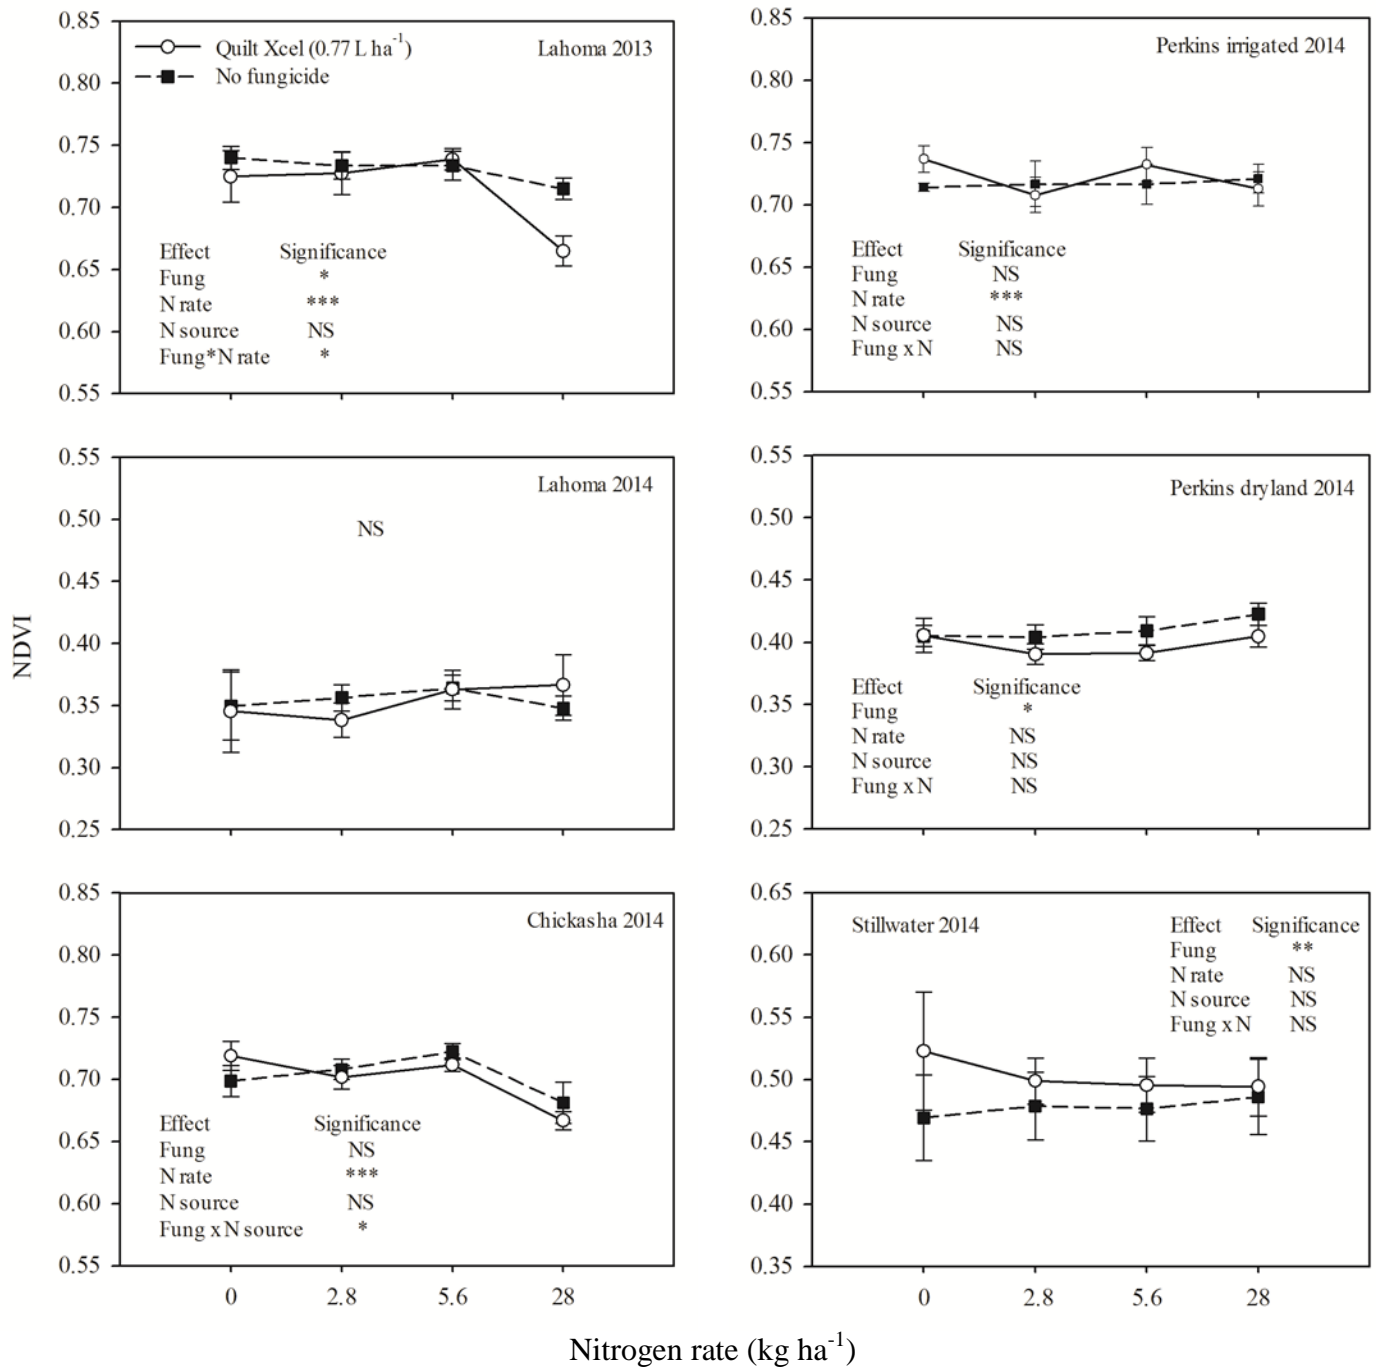 Quilt Xcel (0.77 L ha-1)
No fungicide
Lahoma 2013
0.85
0.80
0.75
0.70
0.65
0.60
0.55
Effect Significance
Fung *
N rate ***
N source NS
Fung*N rate *
Perkins irrigated 2014
0.85
0.80
0.75
0.70
0.65
0.60
0.55
Effect Significance
Fung NS
N rate ***
N source NS
Fung x N NS
NDVI
Lahoma 2014
0.55
0.50
0.45
0.40
0.35
0.30
0.25
NS
Perkins dryland 2014
0.55
0.50
0.45
0.40
0.35
0.30
0.25
Effect Significance
Fung *
N rate NS
N source NS
Fung x N NS
Chickasha 2014
0.85
0.80
0.75
0.70
0.65
0.60
0.55
Effect Significance
Fung NS
N rate ***
N source NS
Fung x N source *
0 2.8 5.6 28
Stillwater 2014
0.65
0.60
0.55
0.50
0.45
0.40
0.35
Effect Significance
Fung **
N rate NS
N source NS
Fung x N NS
0 2.8 5.6 28
Nitrogen rate (kg ha-1)